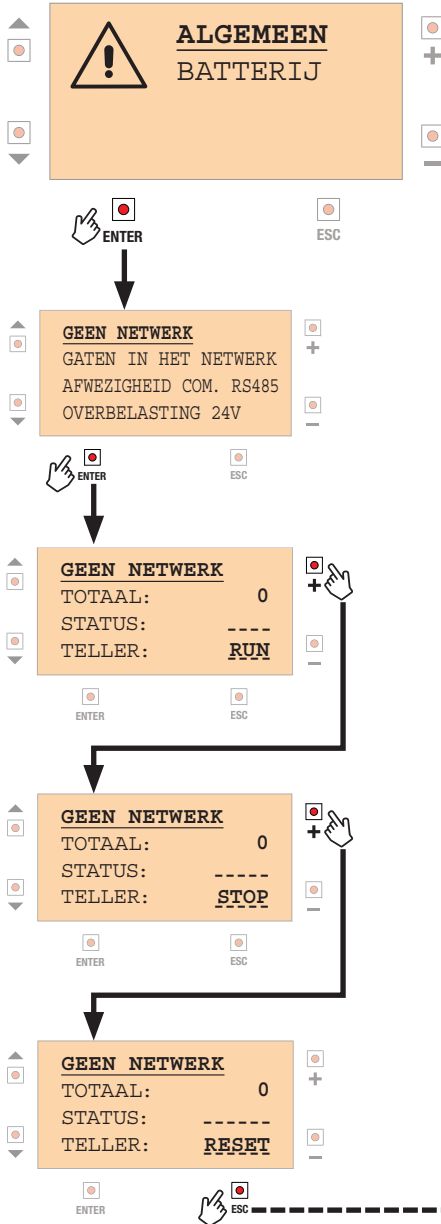 ALGEMEEN
BATTERIJ
+
−
ENTER
ESC
GEEN NETWERK
GATEN IN HET NETWERK
AFWEZIGHEID COM. RS485
OVERBELASTING 24V
+
−
ENTER
ESC
GEEN NETWERK
TOTAAL: 0
STATUS: ----
TELLER: RUN
+
−
ENTER
ESC
GEEN NETWERK
TOTAAL: 0
STATUS: -----
TELLER: STOP
+
−
ENTER
ESC
GEEN NETWERK
TOTAAL: 0
STATUS: ------
TELLER: RESET
+
−
ENTER
ESC